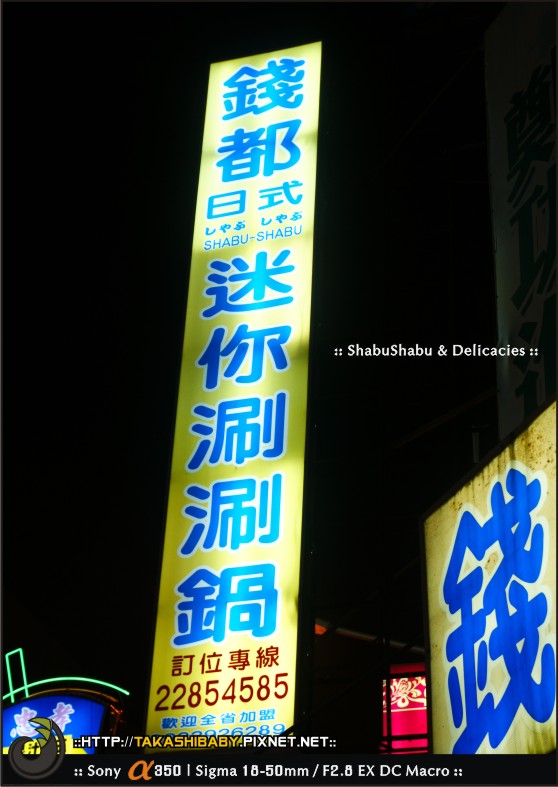 錢都
日式
しゃぶ しゃぶ
SHABU-SHABU
迷你涮涮鍋
訂位專線
22854585
歡迎全省加盟
:: ShabuShabu & Delicacies ::
錢
::HTTP://TAKASHIBABY.PIXNET.NET::
:: Sony α350 | Sigma 18-50mm / F2.8 EX DC Macro ::